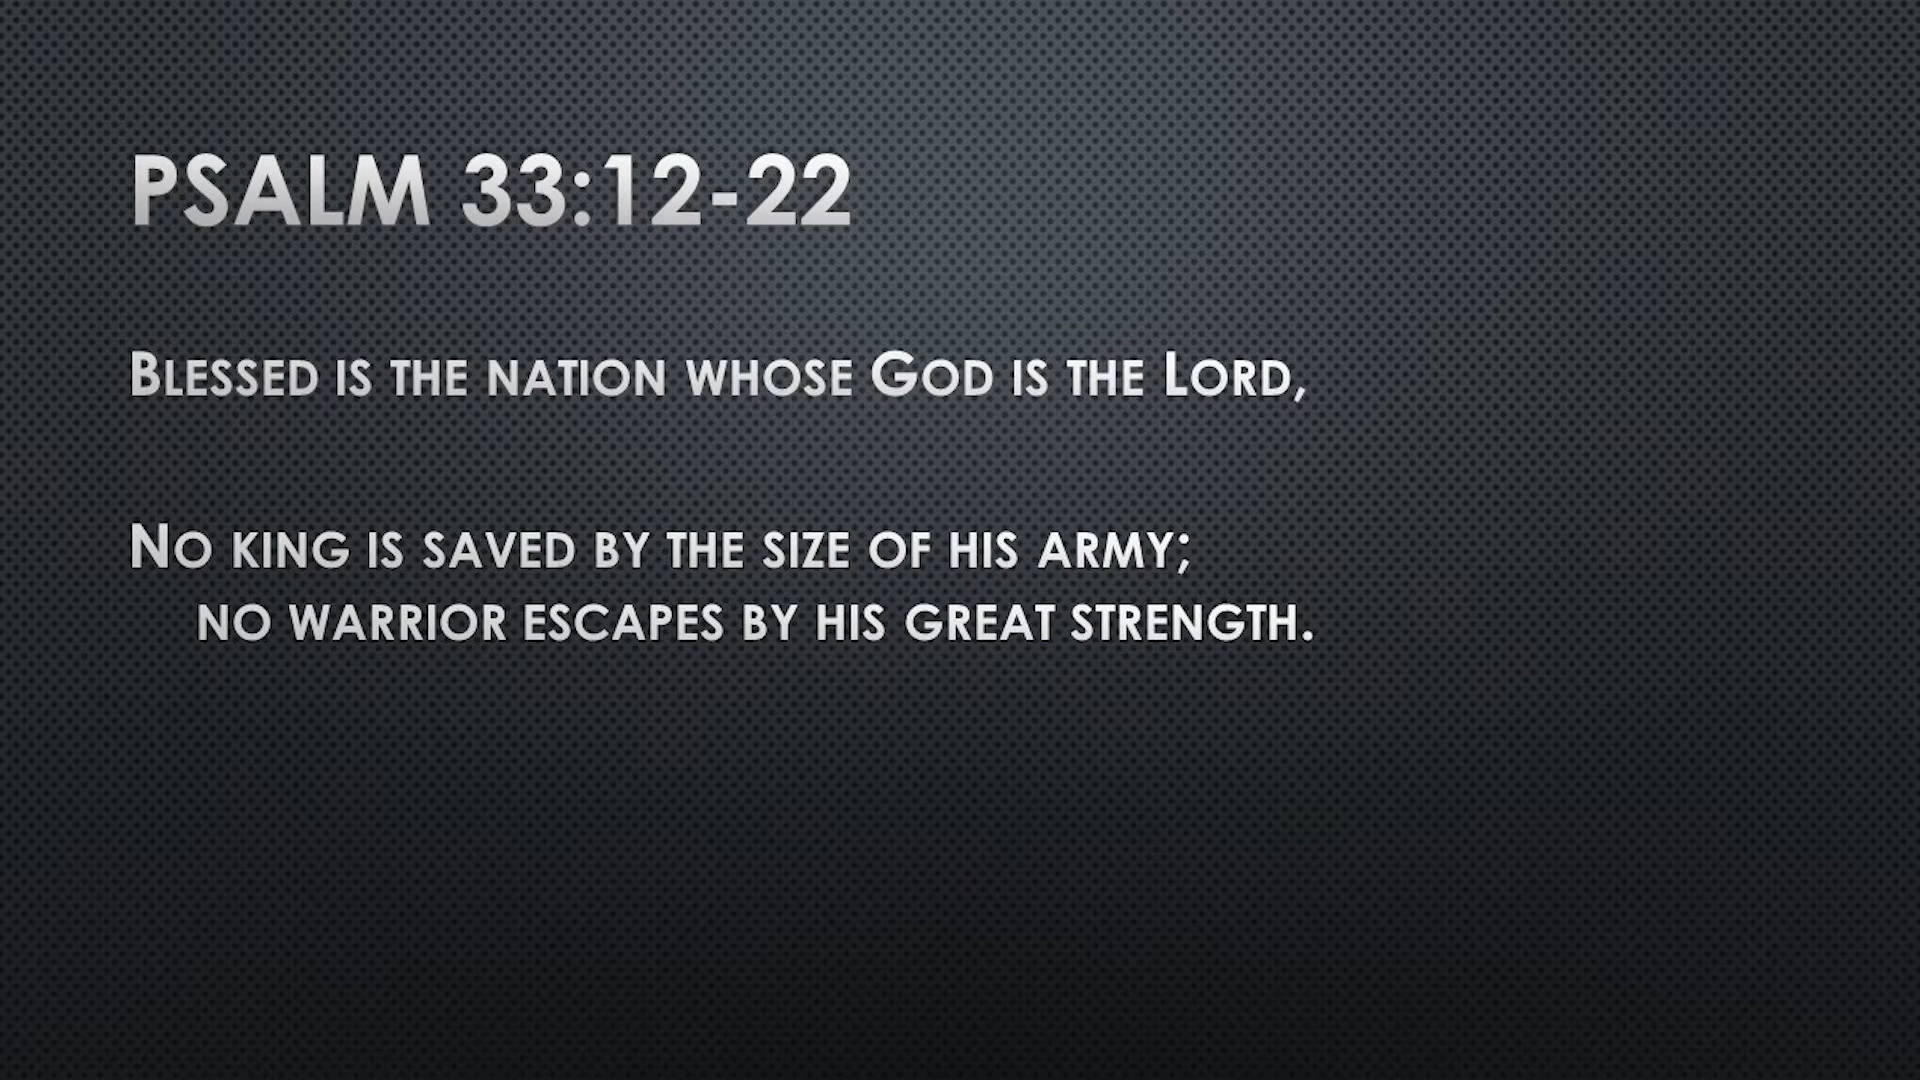 PSALM 33:12-22
Blessed is the nation whose God is the Lord,
No king is saved by the size of his army;
no warrior escapes by his great strength.